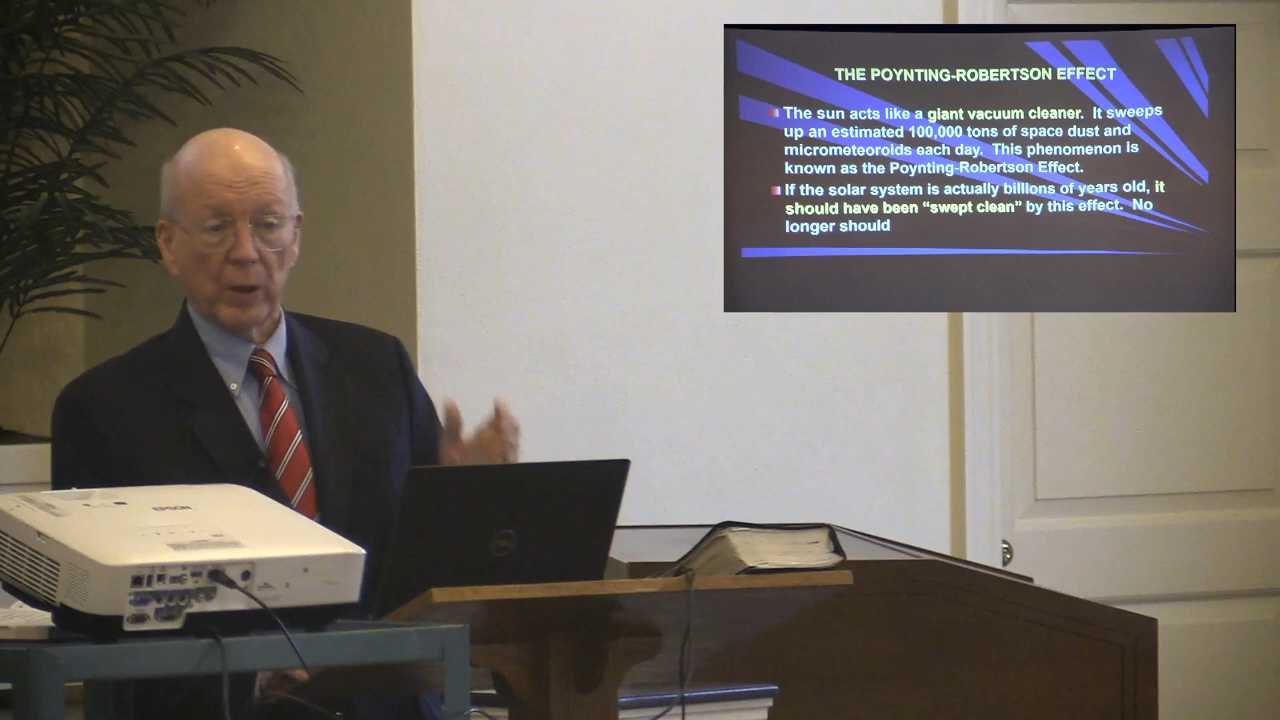 THE POYNTING-ROBERTSON EFFECT
The sun acts like a giant vacuum cleaner. It sweeps
up an estimated 100,000 tons of space dust and
micrometeoroids each day. This phenomenon is
known as the Poynting-Robertson Effect.
If the solar system is actually billions of years old, it
should have been “swept clean” by this effect. No
longer should
EPSON
DELL